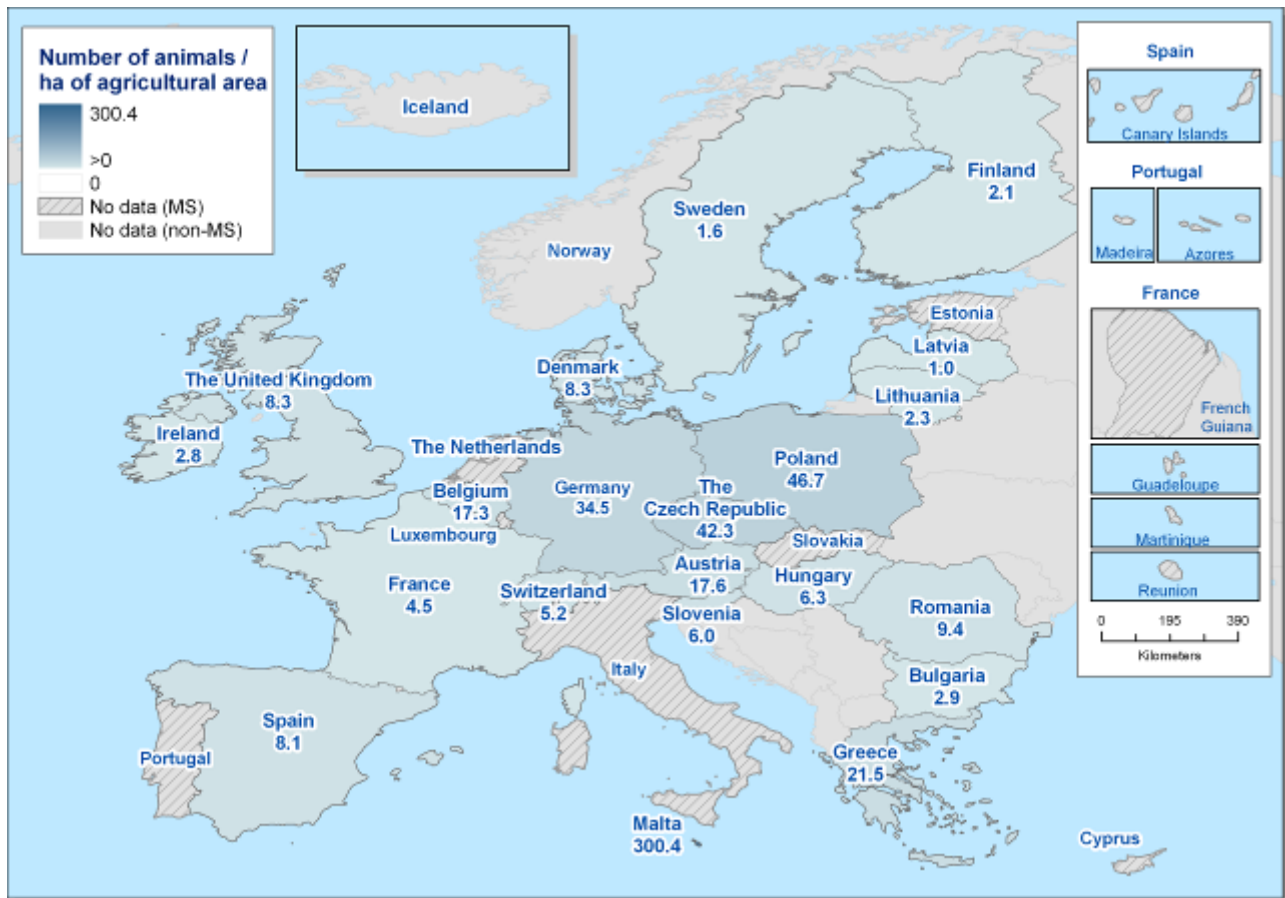 Number of animals /
ha of agricultural area
300.4
>0
0
No data (MS)
No data (non-MS)
Iceland
Spain
Canary Islands
Portugal
Madeira
Azores
France
French
Guiana
Guadeloupe
Martinique
Reunion
0 195 390
Kilometers
Finland
2.1
Sweden
1.6
Norway
Estonia
Latvia
1.0
Lithuania
2.3
Denmark
8.3
The United Kingdom
8.3
Ireland
2.8
The Netherlands
Belgium
17.3
Luxembourg
Germany
34.5
Poland
46.7
The
Czech Republic
42.3
Slovakia
Austria
17.6
Hungary
6.3
France
4.5
Switzerland
5.2
Slovenia
6.0
Romania
9.4
Italy
Bulgaria
2.9
Spain
8.1
Portugal
Greece
21.5
Malta
300.4
Cyprus